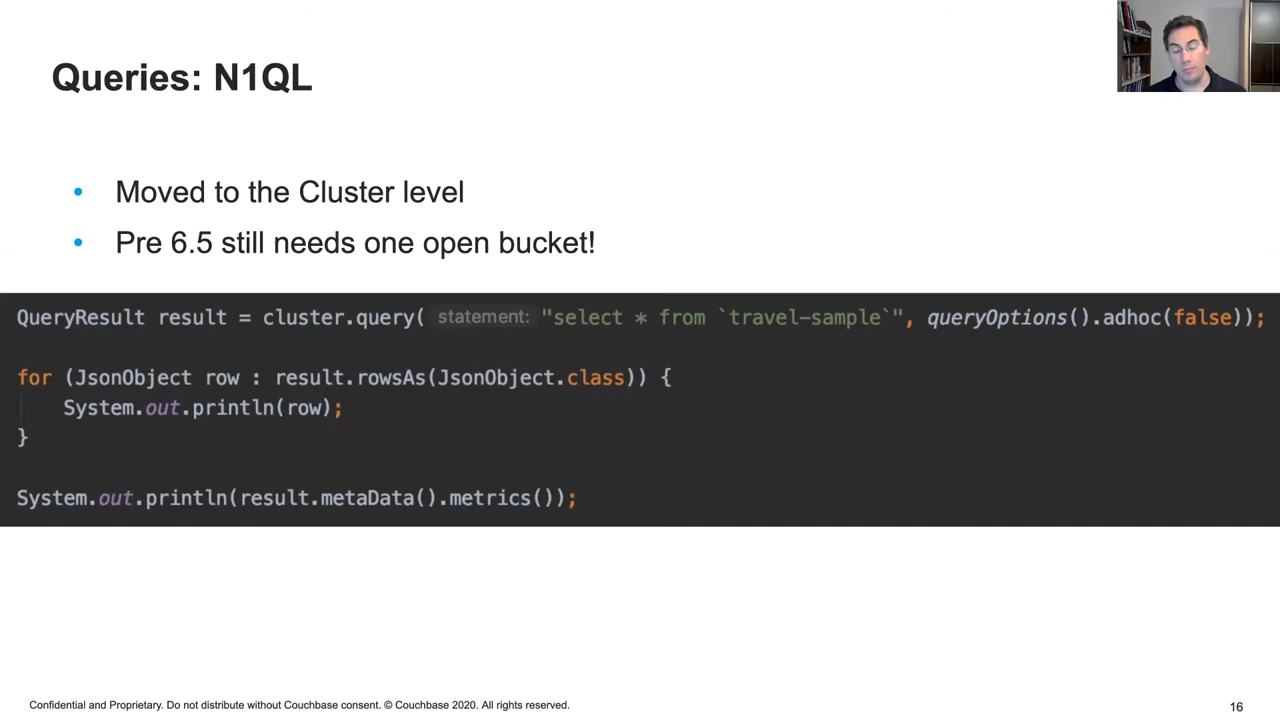 Queries: N1QL
• Moved to the Cluster level
• Pre 6.5 still needs one open bucket!
QueryResult result = cluster.query( statement: "select * from `travel-sample`", queryOptions().adhoc(false));
for (JsonObject row : result.rowsAs(JsonObject.class)) {
System.out.println(row);
}
System.out.println(result.metaData().metrics());
Confidential and Proprietary. Do not distribute without Couchbase consent. © Couchbase 2020. All rights reserved.
16